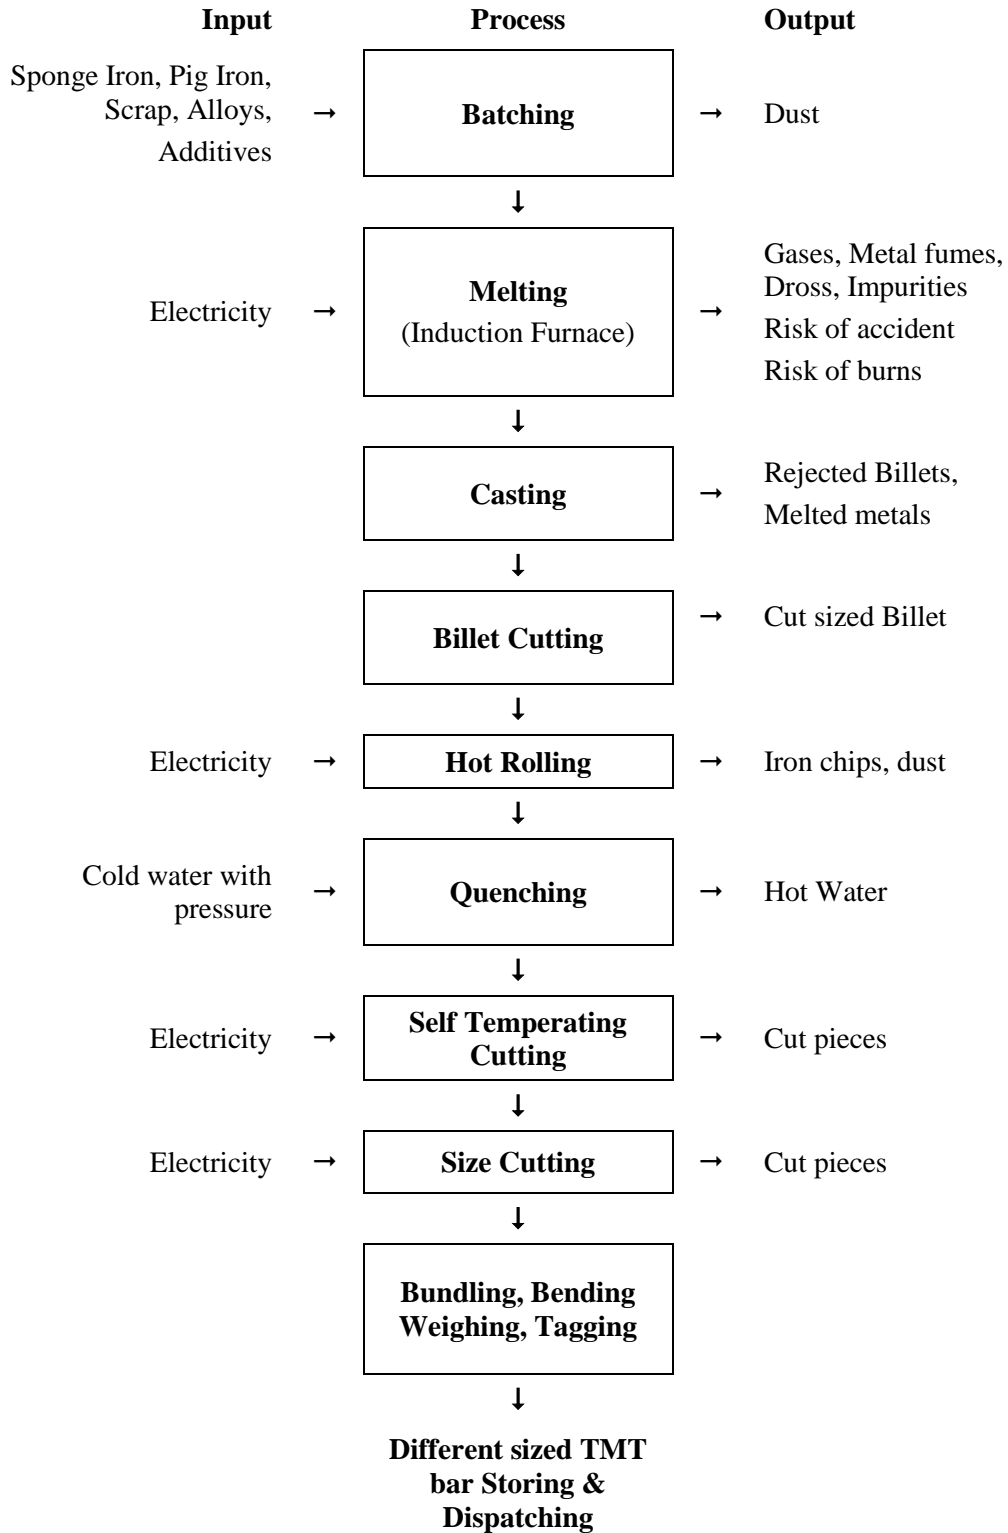 Input Process Output
Sponge Iron, Pig Iron,
Scrap, Alloys,
Additives
→ Batching → Dust
↓
Electricity → Melting
(Induction Furnace) →
Gases, Metal fumes,
Dross, Impurities
Risk of accident
Risk of burns
↓
Casting →
Rejected Billets,
Melted metals
↓
Billet Cutting → Cut sized Billet
↓
Electricity → Hot Rolling → Iron chips, dust
↓
Cold water with
pressure
→ Quenching → Hot Water
↓
Electricity → Self Temperating
Cutting
→ Cut pieces
↓
Electricity → Size Cutting → Cut pieces
↓
Bundling, Bending
Weighing, Tagging
↓
Different sized TMT
bar Storing &
Dispatching